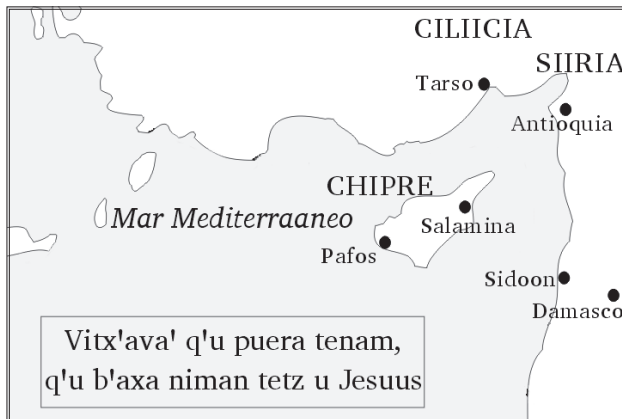 CILIICIA
SIIRIA
Tarso
Antioquia
CHIPRE
Mar Mediterraaneo
Salamina
Pafos
Sidoon
Damasco
Vitx'ava' q'u puera tenam,
q'u b'axa niman tetz u Jesuus